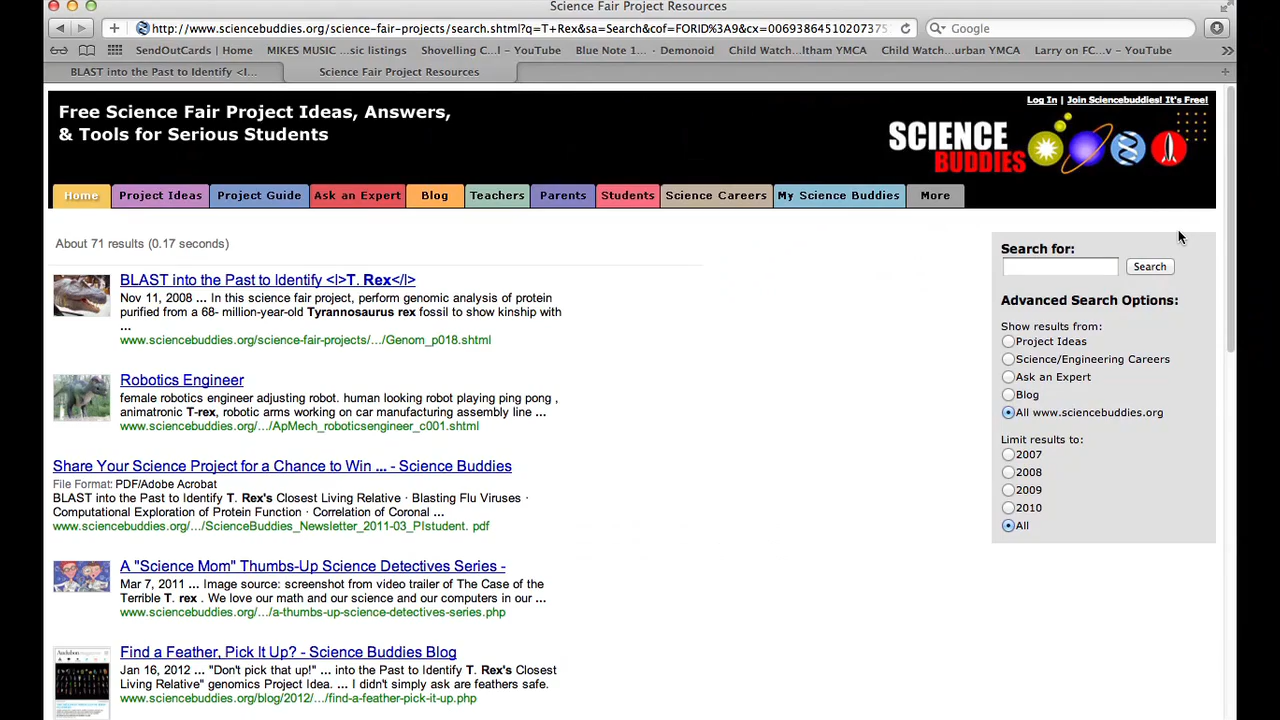 Science Fair Project Resources
http://www.sciencebuddies.org/science-fair-projects/search.shtml?q=T+Rex&sa=Search&cof=FORID%3A9&cx=00693864510207375
Google
SendOutCards | Home MIKES MUSIC ...sic listings Shovelling C...l - YouTube Blue Note 1... - Demonoid Child Watch...ltham YMCA Child Watch...urban YMCA Larry on FC...v - YouTube
BLAST into the Past to Identify <I... Science Fair Project Resources
Log In | Join Sciencebuddies! It's Free!
Free Science Fair Project Ideas, Answers,
& Tools for Serious Students
SCIENCE
BUDDIES
Home Project Ideas Project Guide Ask an Expert Blog Teachers Parents Students Science Careers My Science Buddies More
About 71 results (0.17 seconds)
BLAST into the Past to Identify <I>T. Rex</I>
Nov 11, 2008 ... In this science fair project, perform genomic analysis of protein
purified from a 68- million-year-old Tyrannosaurus rex fossil to show kinship with
...
www.sciencebuddies.org/science-fair-projects/.../Genom_p018.shtml
Robotics Engineer
female robotics engineer adjusting robot. human looking robot playing ping pong ,
animatronic T-rex, robotic arms working on car manufacturing assembly line ...
www.sciencebuddies.org/.../ApMech_roboticsengineer_c001.shtml
Share Your Science Project for a Chance to Win ... - Science Buddies
File Format: PDF/Adobe Acrobat
BLAST into the Past to Identify T. Rex's Closest Living Relative · Blasting Flu Viruses ·
Computational Exploration of Protein Function · Correlation of Coronal ...
www.sciencebuddies.org/.../ScienceBuddies_Newsletter_2011-03_PIstudent. pdf
A "Science Mom" Thumbs-Up Science Detectives Series -
Mar 7, 2011 ... Image source: screenshot from video trailer of The Case of the
Terrible T. rex . We love our math and our science and our computers in our ...
www.sciencebuddies.org/.../a-thumbs-up-science-detectives-series.php
Find a Feather, Pick It Up? - Science Buddies Blog
Jan 16, 2012 ... "Don't pick that up!" ... into the Past to Identify T. Rex's Closest
Living Relative" genomics Project Idea. ... I didn't simply ask are feathers safe.
www.sciencebuddies.org/blog/2012/.../find-a-feather-pick-it-up.php
Search for:
Search
Advanced Search Options:
Show results from:
Project Ideas
Science/Engineering Careers
Ask an Expert
Blog
All www.sciencebuddies.org
Limit results to:
2007
2008
2009
2010
All